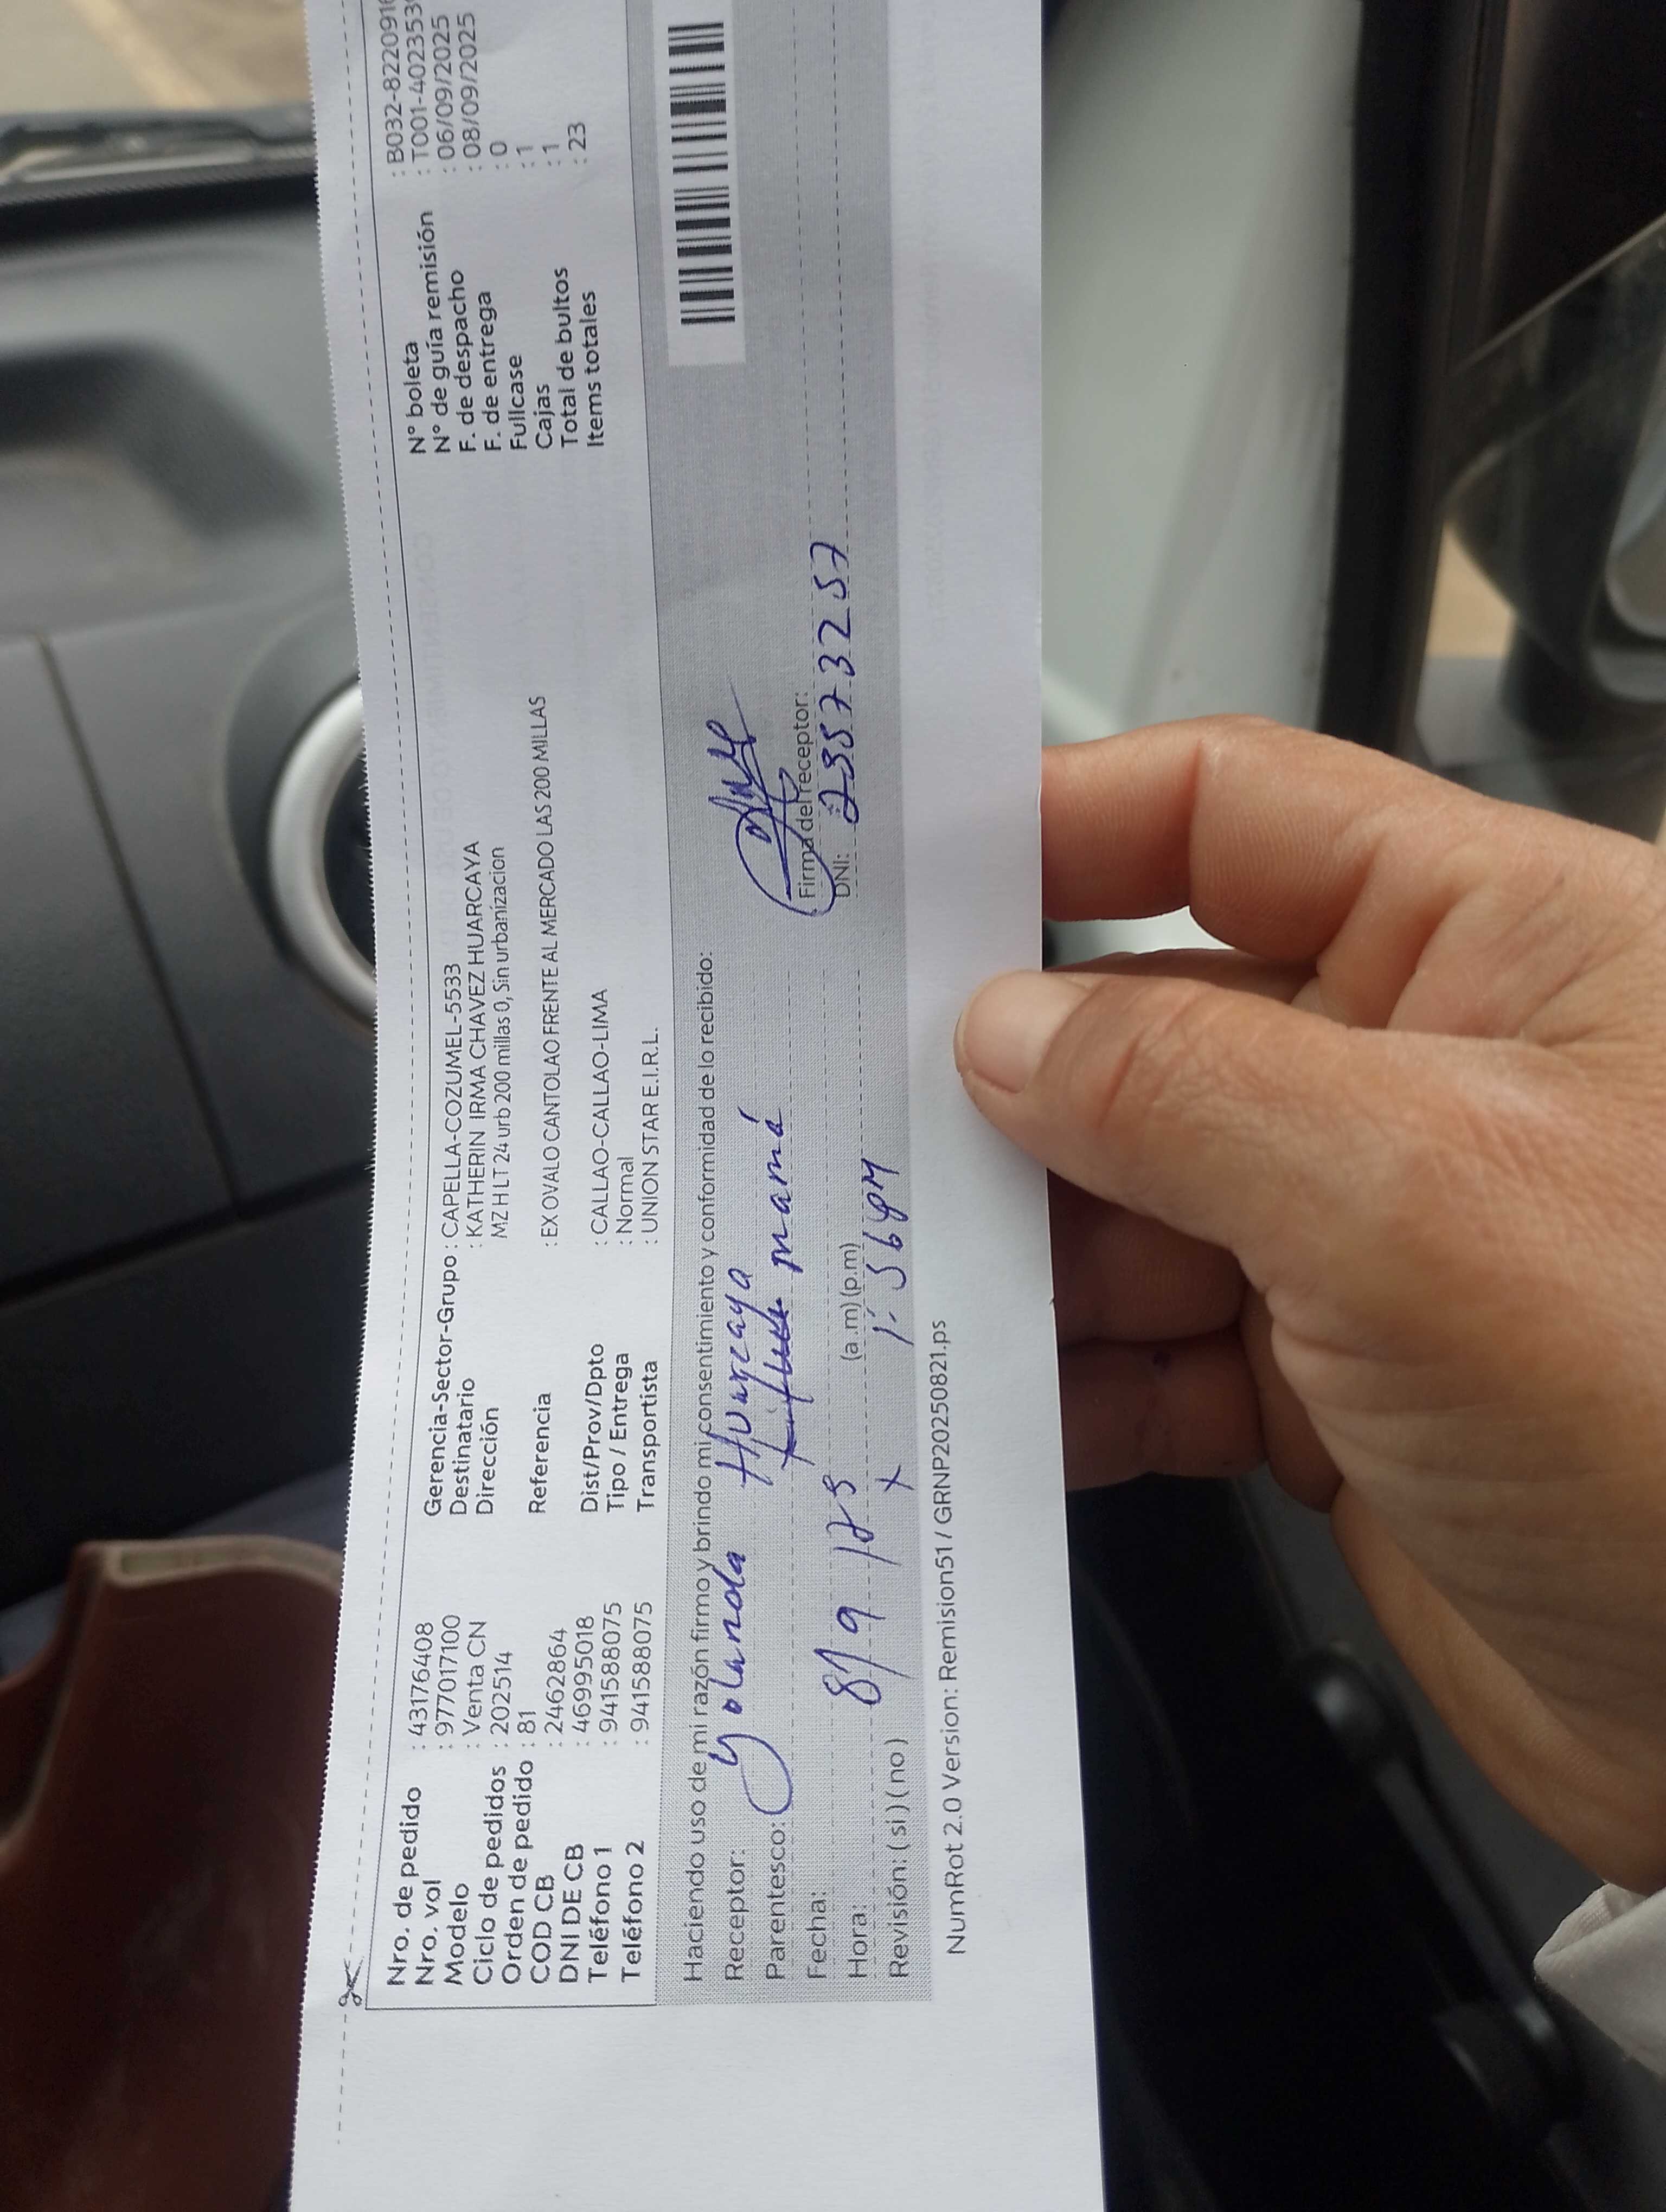 Nro. de pedido : 43176408
Nro. vol : 977017100
Modelo : Venta CN
Ciclo de pedidos : 202514
Orden de pedido : 81
COD CB : 2462864
DNI DE CB : 46995018
Teléfono 1 : 941588075
Teléfono 2 : 941588075
Gerencia-Sector-Grupo : CAPELLA-COZUMEL-5533
Destinatario : KATHERIN IRMA CHAVEZ HUARCAYA
Dirección MZ H LT 24 urb 200 millas 0, Sin urbanizacion
Referencia : EX OVALO CANTOLAO FRENTE AL MERCADO LAS 200 MILLAS
Dist/Prov/Dpto : CALLAO-CALLAO-LIMA
Tipo / Entrega : Normal
Transportista : UNION STAR E.I.R.L.
N° boleta : B032-8220916
N° de guía remisión : T001-4022353
F. de despacho : 06/09/2025
F. de entrega : 08/09/2025
Fullcase : 0
Cajas : 1
Total de bultos : 1
Items totales : 23
Haciendo uso de mi razón firmo y brindo mi consentimiento y conformidad de lo recibido:
Receptor: Yolanda Huarcaya
Parentesco: mamá
Fecha: 8/9/25
Hora: (a.m) (p.m)
Revisión: ( si ) ( no ) x 1:56 PM
Firma del receptor:
DNI: 25573257
NumRot 2.0 Version: Remision51 / GRNP20250821.ps